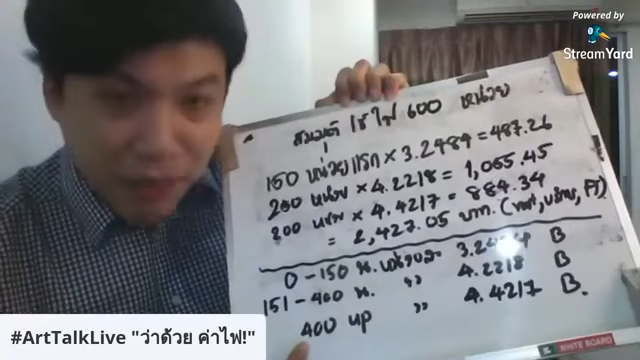 Powered by
StreamYard
สมมุติ ใช้ไฟ 600 หน่วย
150 หน่วยแรก × 3.2484 = 487.26
250 หน่วย × 4.2218 = 1,055.45
200 หน่วย × 4.4217 = 884.34
= 2,427.05 บาท. (
0 - 150 น. หน่วยละ 3.2484 B
151 - 400 น. " 4.2218 B
400 up " 4.4217 B.
WHITE BOARD
#ArtTalkLive "ว่าด้วย ค่าไฟ!"